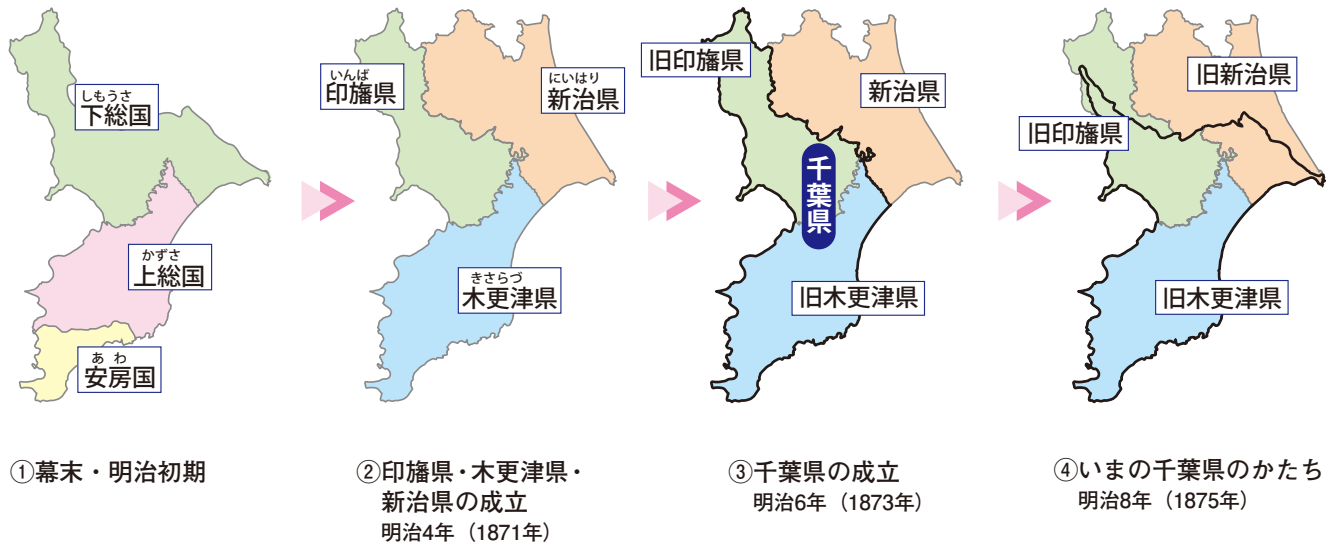 しもうさ
下総国
かずさ
上総国
あわ
安房国
①幕末・明治初期
いんば
印旛県
にいはり
新治県
きさらづ
木更津県
②印旛県・木更津県・
新治県の成立
明治4年（1871年）
旧印旛県
新治県
千葉県
旧木更津県
③千葉県の成立
明治6年（1873年）
旧新治県
旧印旛県
旧木更津県
④いまの千葉県のかたち
明治8年（1875年）